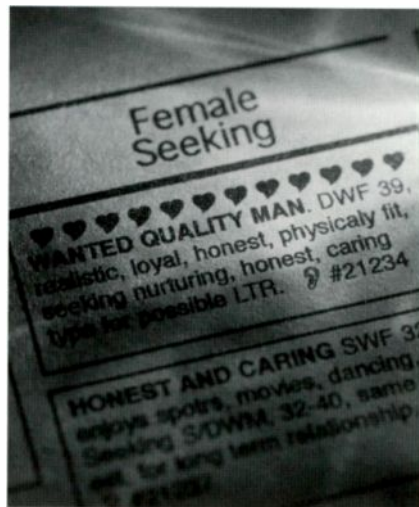 Female
Seeking
WANTED QUALITY MAN. DWF 39,
realistic, loyal, honest, physicaly fit,
seeking nurturing, honest, caring
type for possible LTR. #21234
HONEST AND CARING SWF 3
enjoys spotrs, movies, dancing,
Seeking S/DWM, 32-40, same
for long term relationship